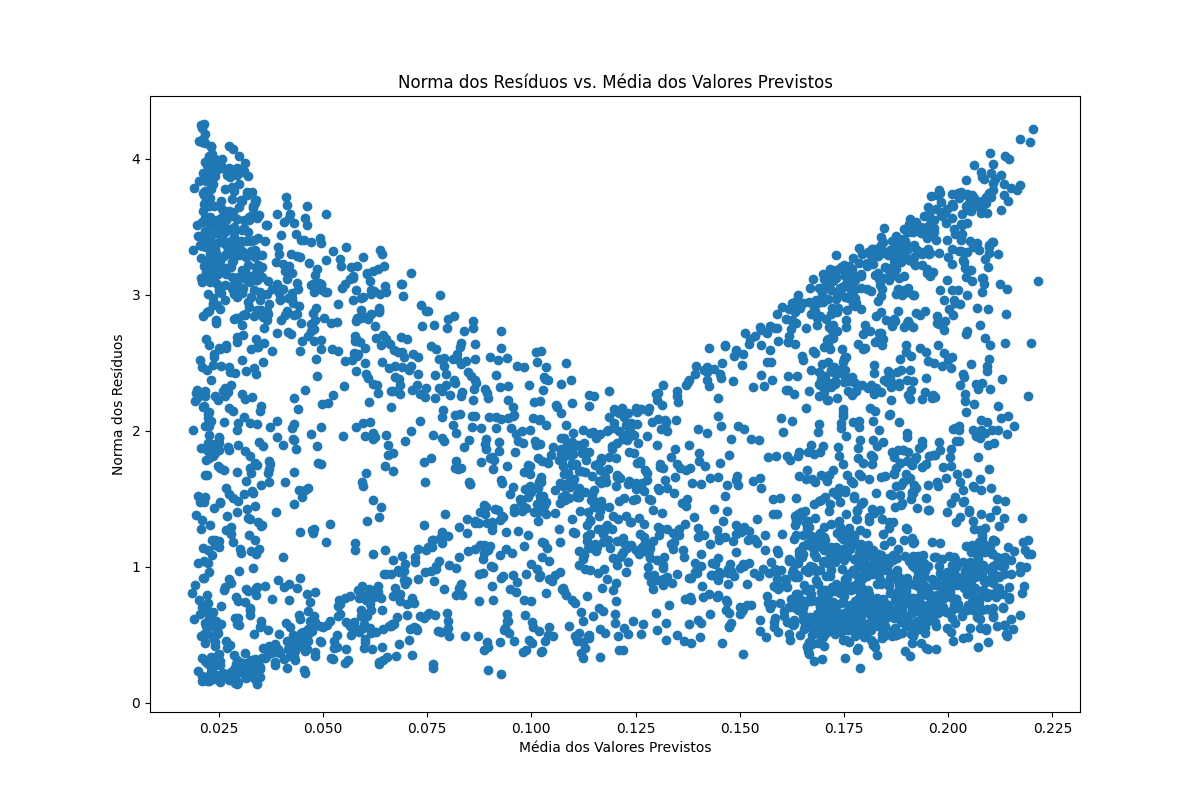 Norma dos Resíduos vs. Média dos Valores Previstos
Norma dos Resíduos
4
3
2
1
0
0.025 0.050 0.075 0.100 0.125 0.150 0.175 0.200 0.225
Média dos Valores Previstos